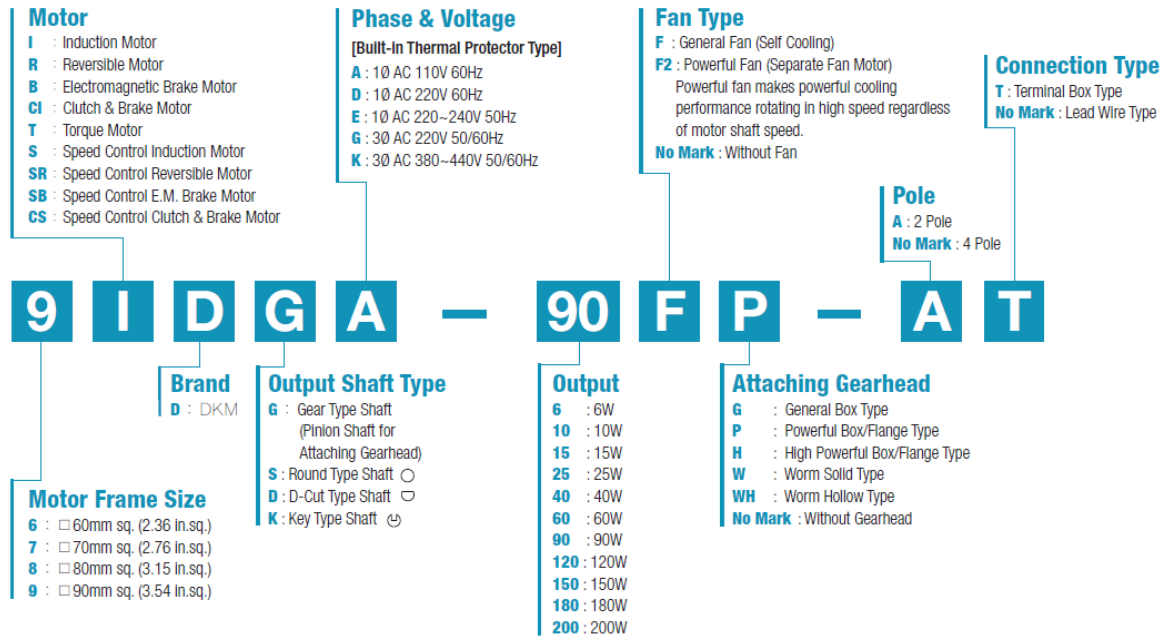 Motor
I : Induction Motor
R : Reversible Motor
B : Electromagnetic Brake Motor
CI : Clutch & Brake Motor
T : Torque Motor
S : Speed Control Induction Motor
SR : Speed Control Reversible Motor
SB : Speed Control E.M. Brake Motor
CS : Speed Control Clutch & Brake Motor
Phase & Voltage
[Built-in Thermal Protector Type]
A : 1Ø AC 110V 60Hz
D : 1Ø AC 220V 60Hz
E : 1Ø AC 220~240V 50Hz
G : 3Ø AC 220V 50/60Hz
K : 3Ø AC 380~440V 50/60Hz
Fan Type
F : General Fan (Self Cooling)
F2 : Powerful Fan (Separate Fan Motor)
Powerful fan makes powerful cooling
performance rotating in high speed regardless
of motor shaft speed.
No Mark : Without Fan
Connection Type
T : Terminal Box Type
No Mark : Lead Wire Type
Pole
A : 2 Pole
No Mark : 4 Pole
9 I D G A – 90 F P – A T
Motor Frame Size
6 : □ 60mm sq. (2.36 in.sq.)
7 : □ 70mm sq. (2.76 in.sq.)
8 : □ 80mm sq. (3.15 in.sq.)
9 : □ 90mm sq. (3.54 in.sq.)
Brand
D : DKM
Output Shaft Type
G : Gear Type Shaft
(Pinion Shaft for
Attaching Gearhead)
S : Round Type Shaft
D : D-Cut Type Shaft
K : Key Type Shaft
Output
6 : 6W
10 : 10W
15 : 15W
25 : 25W
40 : 40W
60 : 60W
90 : 90W
120 : 120W
150 : 150W
180 : 180W
200 : 200W
Attaching Gearhead
G : General Box Type
P : Powerful Box/Flange Type
H : High Powerful Box/Flange Type
W : Worm Solid Type
WH : Worm Hollow Type
No Mark : Without Gearhead